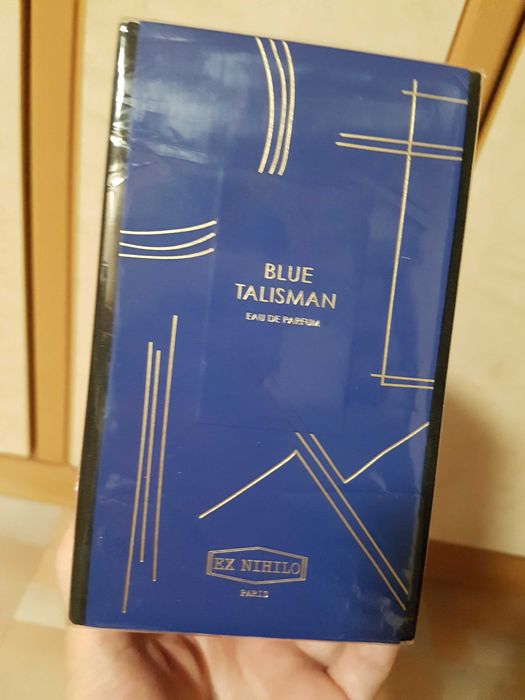 BLUE
TALISMAN
EAU DE PARFUM
EX NIHILO
PARIS